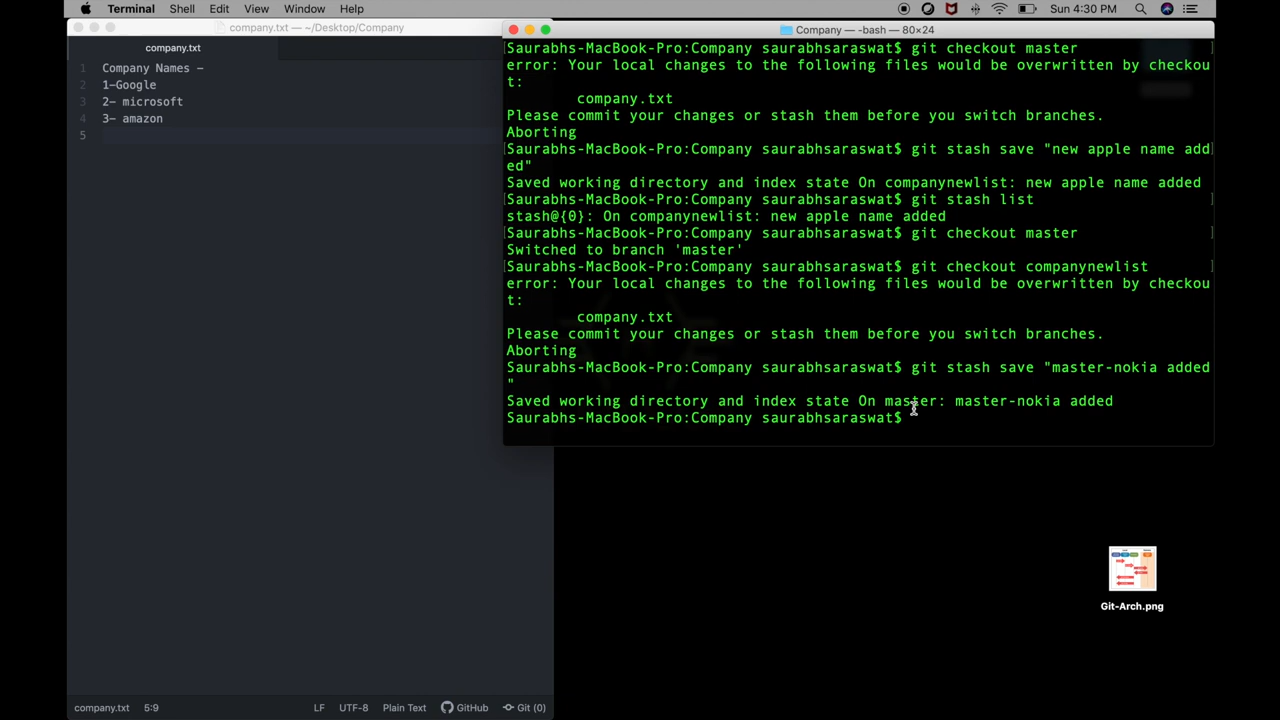 Terminal Shell Edit View Window Help Sun 4:30 PM
company.txt — ~/Desktop/Company
company.txt
1 Company Names –
2 1-Google
3 2- microsoft
4 3- amazon
5
company.txt 5:9 LF UTF-8 Plain Text GitHub Git (0)
Company — -bash — 80×24
[Saurabhs-MacBook-Pro:Company saurabhsaraswat$ git checkout master ]
error: Your local changes to the following files would be overwritten by checkou
t:
company.txt
Please commit your changes or stash them before you switch branches.
Aborting
[Saurabhs-MacBook-Pro:Company saurabhsaraswat$ git stash save "new apple name add]
ed"
Saved working directory and index state On companynewlist: new apple name added
[Saurabhs-MacBook-Pro:Company saurabhsaraswat$ git stash list ]
stash@{0}: On companynewlist: new apple name added
[Saurabhs-MacBook-Pro:Company saurabhsaraswat$ git checkout master ]
Switched to branch 'master'
[Saurabhs-MacBook-Pro:Company saurabhsaraswat$ git checkout companynewlist ]
error: Your local changes to the following files would be overwritten by checkou
t:
company.txt
Please commit your changes or stash them before you switch branches.
Aborting
Saurabhs-MacBook-Pro:Company saurabhsaraswat$ git stash save "master-nokia added
"
Saved working directory and index state On master: master-nokia added
Saurabhs-MacBook-Pro:Company saurabhsaraswat$
Git-Arch.png